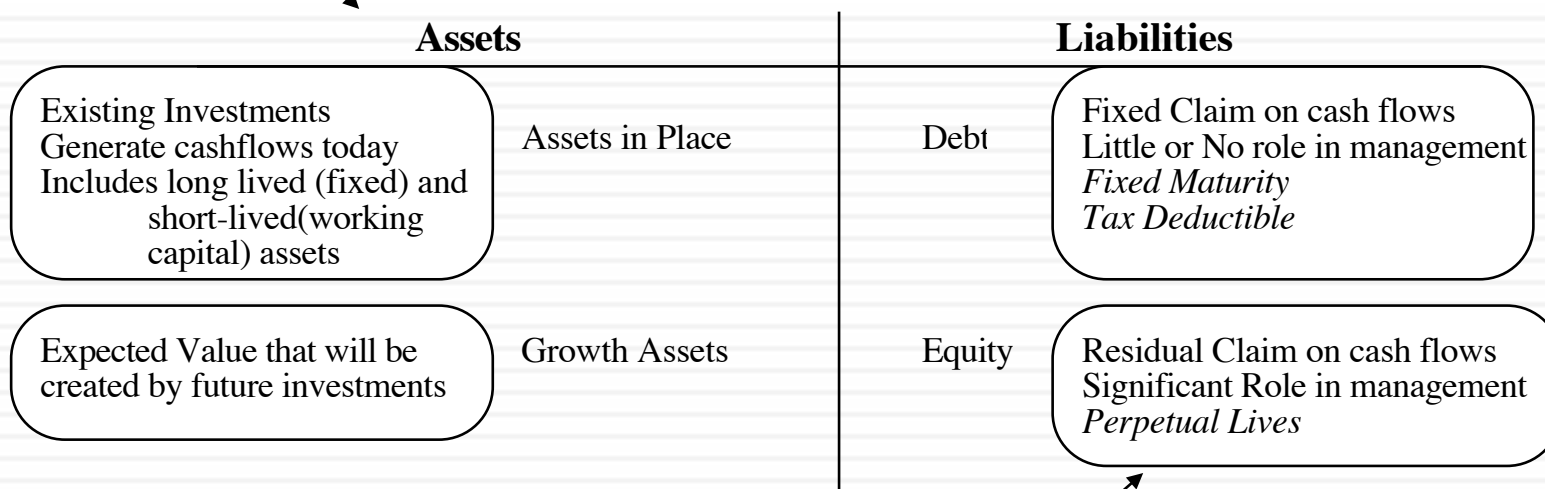 Assets
Liabilities
Existing Investments
Generate cashflows today
Includes long lived (fixed) and
short-lived(working
capital) assets
Assets in Place
Debt
Fixed Claim on cash flows
Little or No role in management
Fixed Maturity
Tax Deductible
Expected Value that will be
created by future investments
Growth Assets
Equity
Residual Claim on cash flows
Significant Role in management
Perpetual Lives